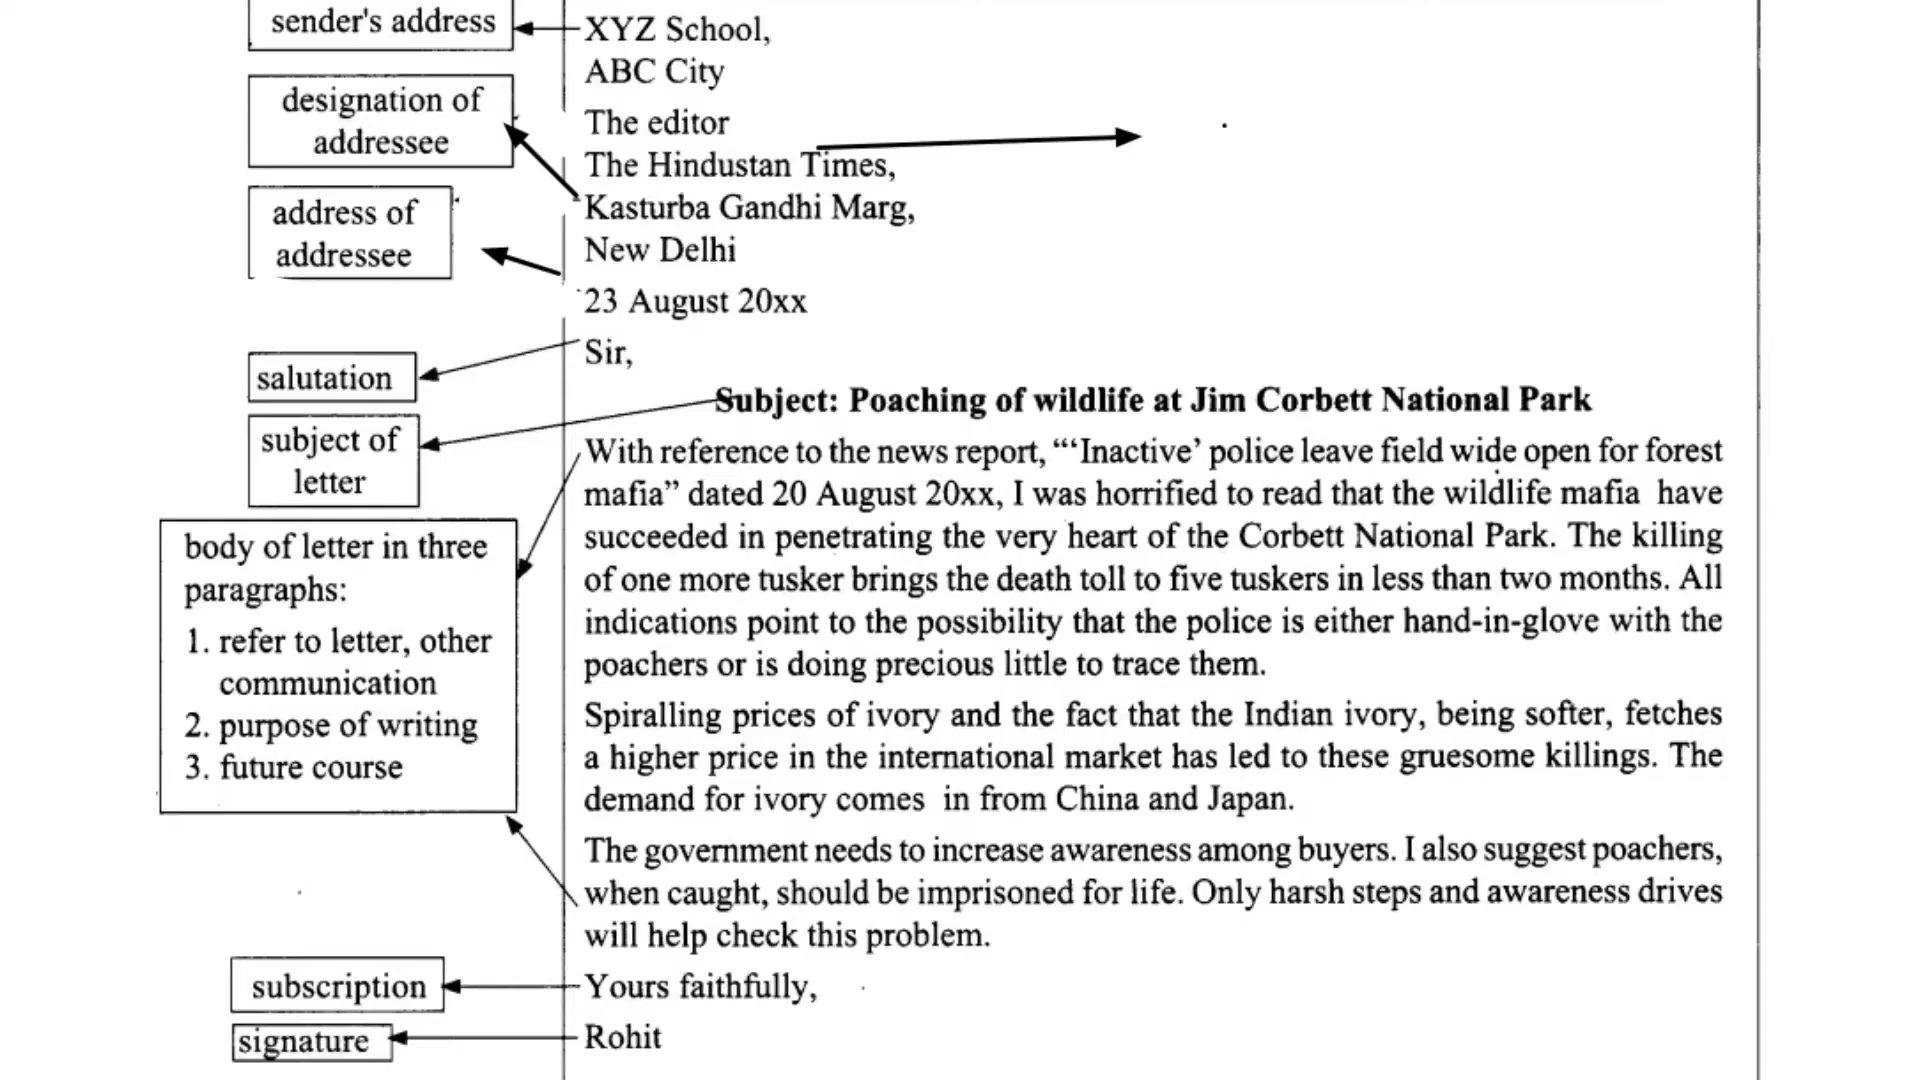 sender's address
XYZ School,
ABC City
designation of
addressee
The editor
The Hindustan Times,
Kasturba Gandhi Marg,
New Delhi
address of
addressee
23 August 20xx
salutation
Sir,
subject of
letter
Subject: Poaching of wildlife at Jim Corbett National Park
body of letter in three
paragraphs:
1. refer to letter, other
communication
2. purpose of writing
3. future course
With reference to the news report, “‘Inactive’ police leave field wide open for forest
mafia” dated 20 August 20xx, I was horrified to read that the wildlife mafia have
succeeded in penetrating the very heart of the Corbett National Park. The killing
of one more tusker brings the death toll to five tuskers in less than two months. All
indications point to the possibility that the police is either hand-in-glove with the
poachers or is doing precious little to trace them.
Spiralling prices of ivory and the fact that the Indian ivory, being softer, fetches
a higher price in the international market has led to these gruesome killings. The
demand for ivory comes in from China and Japan.
The government needs to increase awareness among buyers. I also suggest poachers,
when caught, should be imprisoned for life. Only harsh steps and awareness drives
will help check this problem.
subscription
Yours faithfully,
signature
Rohit